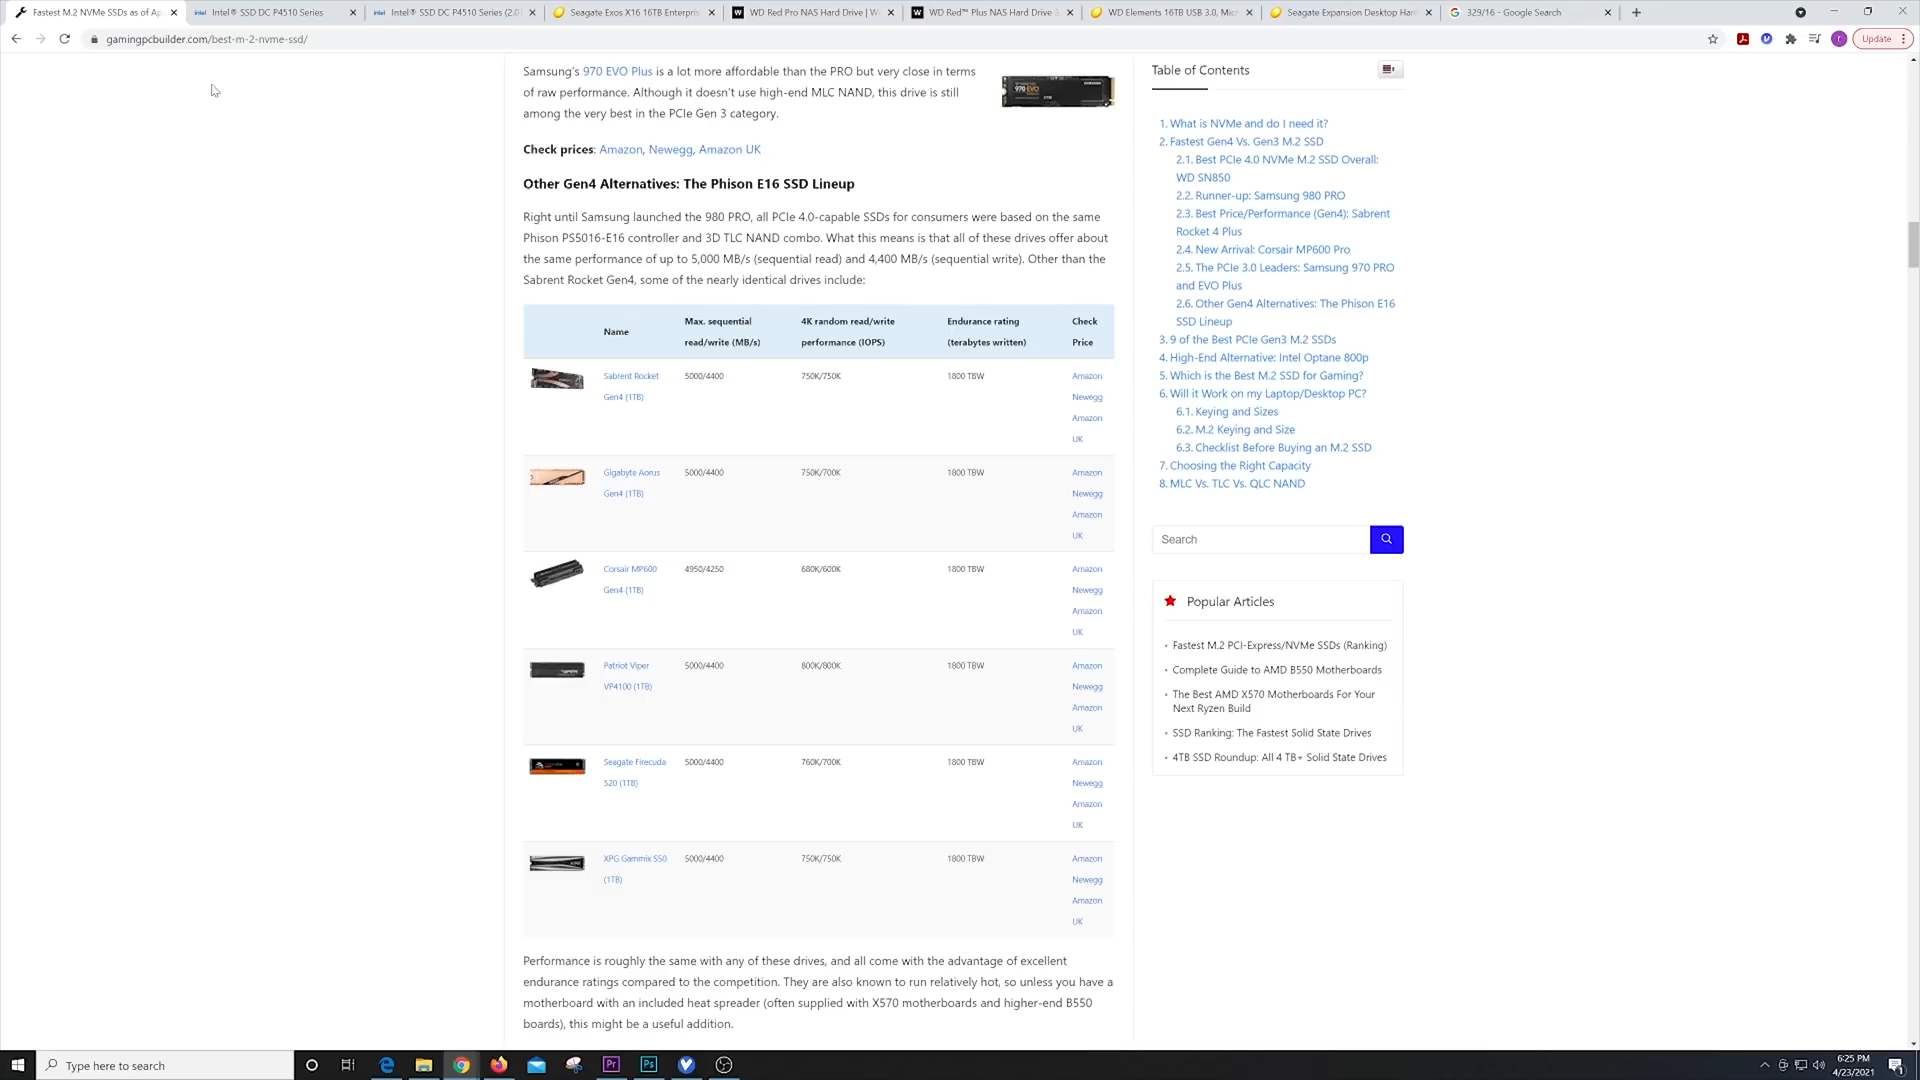 Fastest M.2 NVMe SSDs as of Ap
Intel® SSD DC P4510 Series
Intel® SSD DC P4510 Series (2.0T
Seagate Exos X16 16TB Enterpris
WD Red Pro NAS Hard Drive | W
WD Red™ Plus NAS Hard Drive 3
WD Elements 16TB USB 3.0, Mic
Seagate Expansion Desktop Har
329/16 - Google Search
gamingpcbuilder.com/best-m-2-nvme-ssd/
Update
Samsung's 970 EVO Plus is a lot more affordable than the PRO but very close in terms
of raw performance. Although it doesn't use high-end MLC NAND, this drive is still
among the very best in the PCIe Gen 3 category.
Check prices: Amazon, Newegg, Amazon UK
Other Gen4 Alternatives: The Phison E16 SSD Lineup
Right until Samsung launched the 980 PRO, all PCIe 4.0-capable SSDs for consumers were based on the same
Phison PS5016-E16 controller and 3D TLC NAND combo. What this means is that all of these drives offer about
the same performance of up to 5,000 MB/s (sequential read) and 4,400 MB/s (sequential write). Other than the
Sabrent Rocket Gen4, some of the nearly identical drives include:
Name
Max. sequential
read/write (MB/s)
4K random read/write
performance (IOPS)
Endurance rating
(terabytes written)
Check
Price
Sabrent Rocket
Gen4 (1TB)
5000/4400
750K/750K
1800 TBW
Amazon
Newegg
Amazon
UK
Gigabyte Aorus
Gen4 (1TB)
5000/4400
750K/700K
1800 TBW
Amazon
Newegg
Amazon
UK
Corsair MP600
Gen4 (1TB)
4950/4250
680K/600K
1800 TBW
Amazon
Newegg
Amazon
UK
Patriot Viper
VP4100 (1TB)
5000/4400
800K/800K
1800 TBW
Amazon
Newegg
Amazon
UK
Seagate Firecuda
520 (1TB)
5000/4400
760K/700K
1800 TBW
Amazon
Newegg
Amazon
UK
XPG Gammix S50
(1TB)
5000/4400
750K/750K
1800 TBW
Amazon
Newegg
Amazon
UK
Performance is roughly the same with any of these drives, and all come with the advantage of excellent
endurance ratings compared to the competition. They are also known to run relatively hot, so unless you have a
motherboard with an included heat spreader (often supplied with X570 motherboards and higher-end B550
boards), this might be a useful addition.
Table of Contents
1. What is NVMe and do I need it?
2. Fastest Gen4 Vs. Gen3 M.2 SSD
2.1. Best PCIe 4.0 NVMe M.2 SSD Overall:
WD SN850
2.2. Runner-up: Samsung 980 PRO
2.3. Best Price/Performance (Gen4): Sabrent
Rocket 4 Plus
2.4. New Arrival: Corsair MP600 Pro
2.5. The PCIe 3.0 Leaders: Samsung 970 PRO
and EVO Plus
2.6. Other Gen4 Alternatives: The Phison E16
SSD Lineup
3. 9 of the Best PCIe Gen3 M.2 SSDs
4. High-End Alternative: Intel Optane 800p
5. Which is the Best M.2 SSD for Gaming?
6. Will it Work on my Laptop/Desktop PC?
6.1. Keying and Sizes
6.2. M.2 Keying and Size
6.3. Checklist Before Buying an M.2 SSD
7. Choosing the Right Capacity
8. MLC Vs. TLC Vs. QLC NAND
Search
Popular Articles
Fastest M.2 PCI-Express/NVMe SSDs (Ranking)
Complete Guide to AMD B550 Motherboards
The Best AMD X570 Motherboards For Your
Next Ryzen Build
SSD Ranking: The Fastest Solid State Drives
4TB SSD Roundup: All 4 TB+ Solid State Drives
Type here to search
Pr
Ps
6:25 PM
4/23/2021